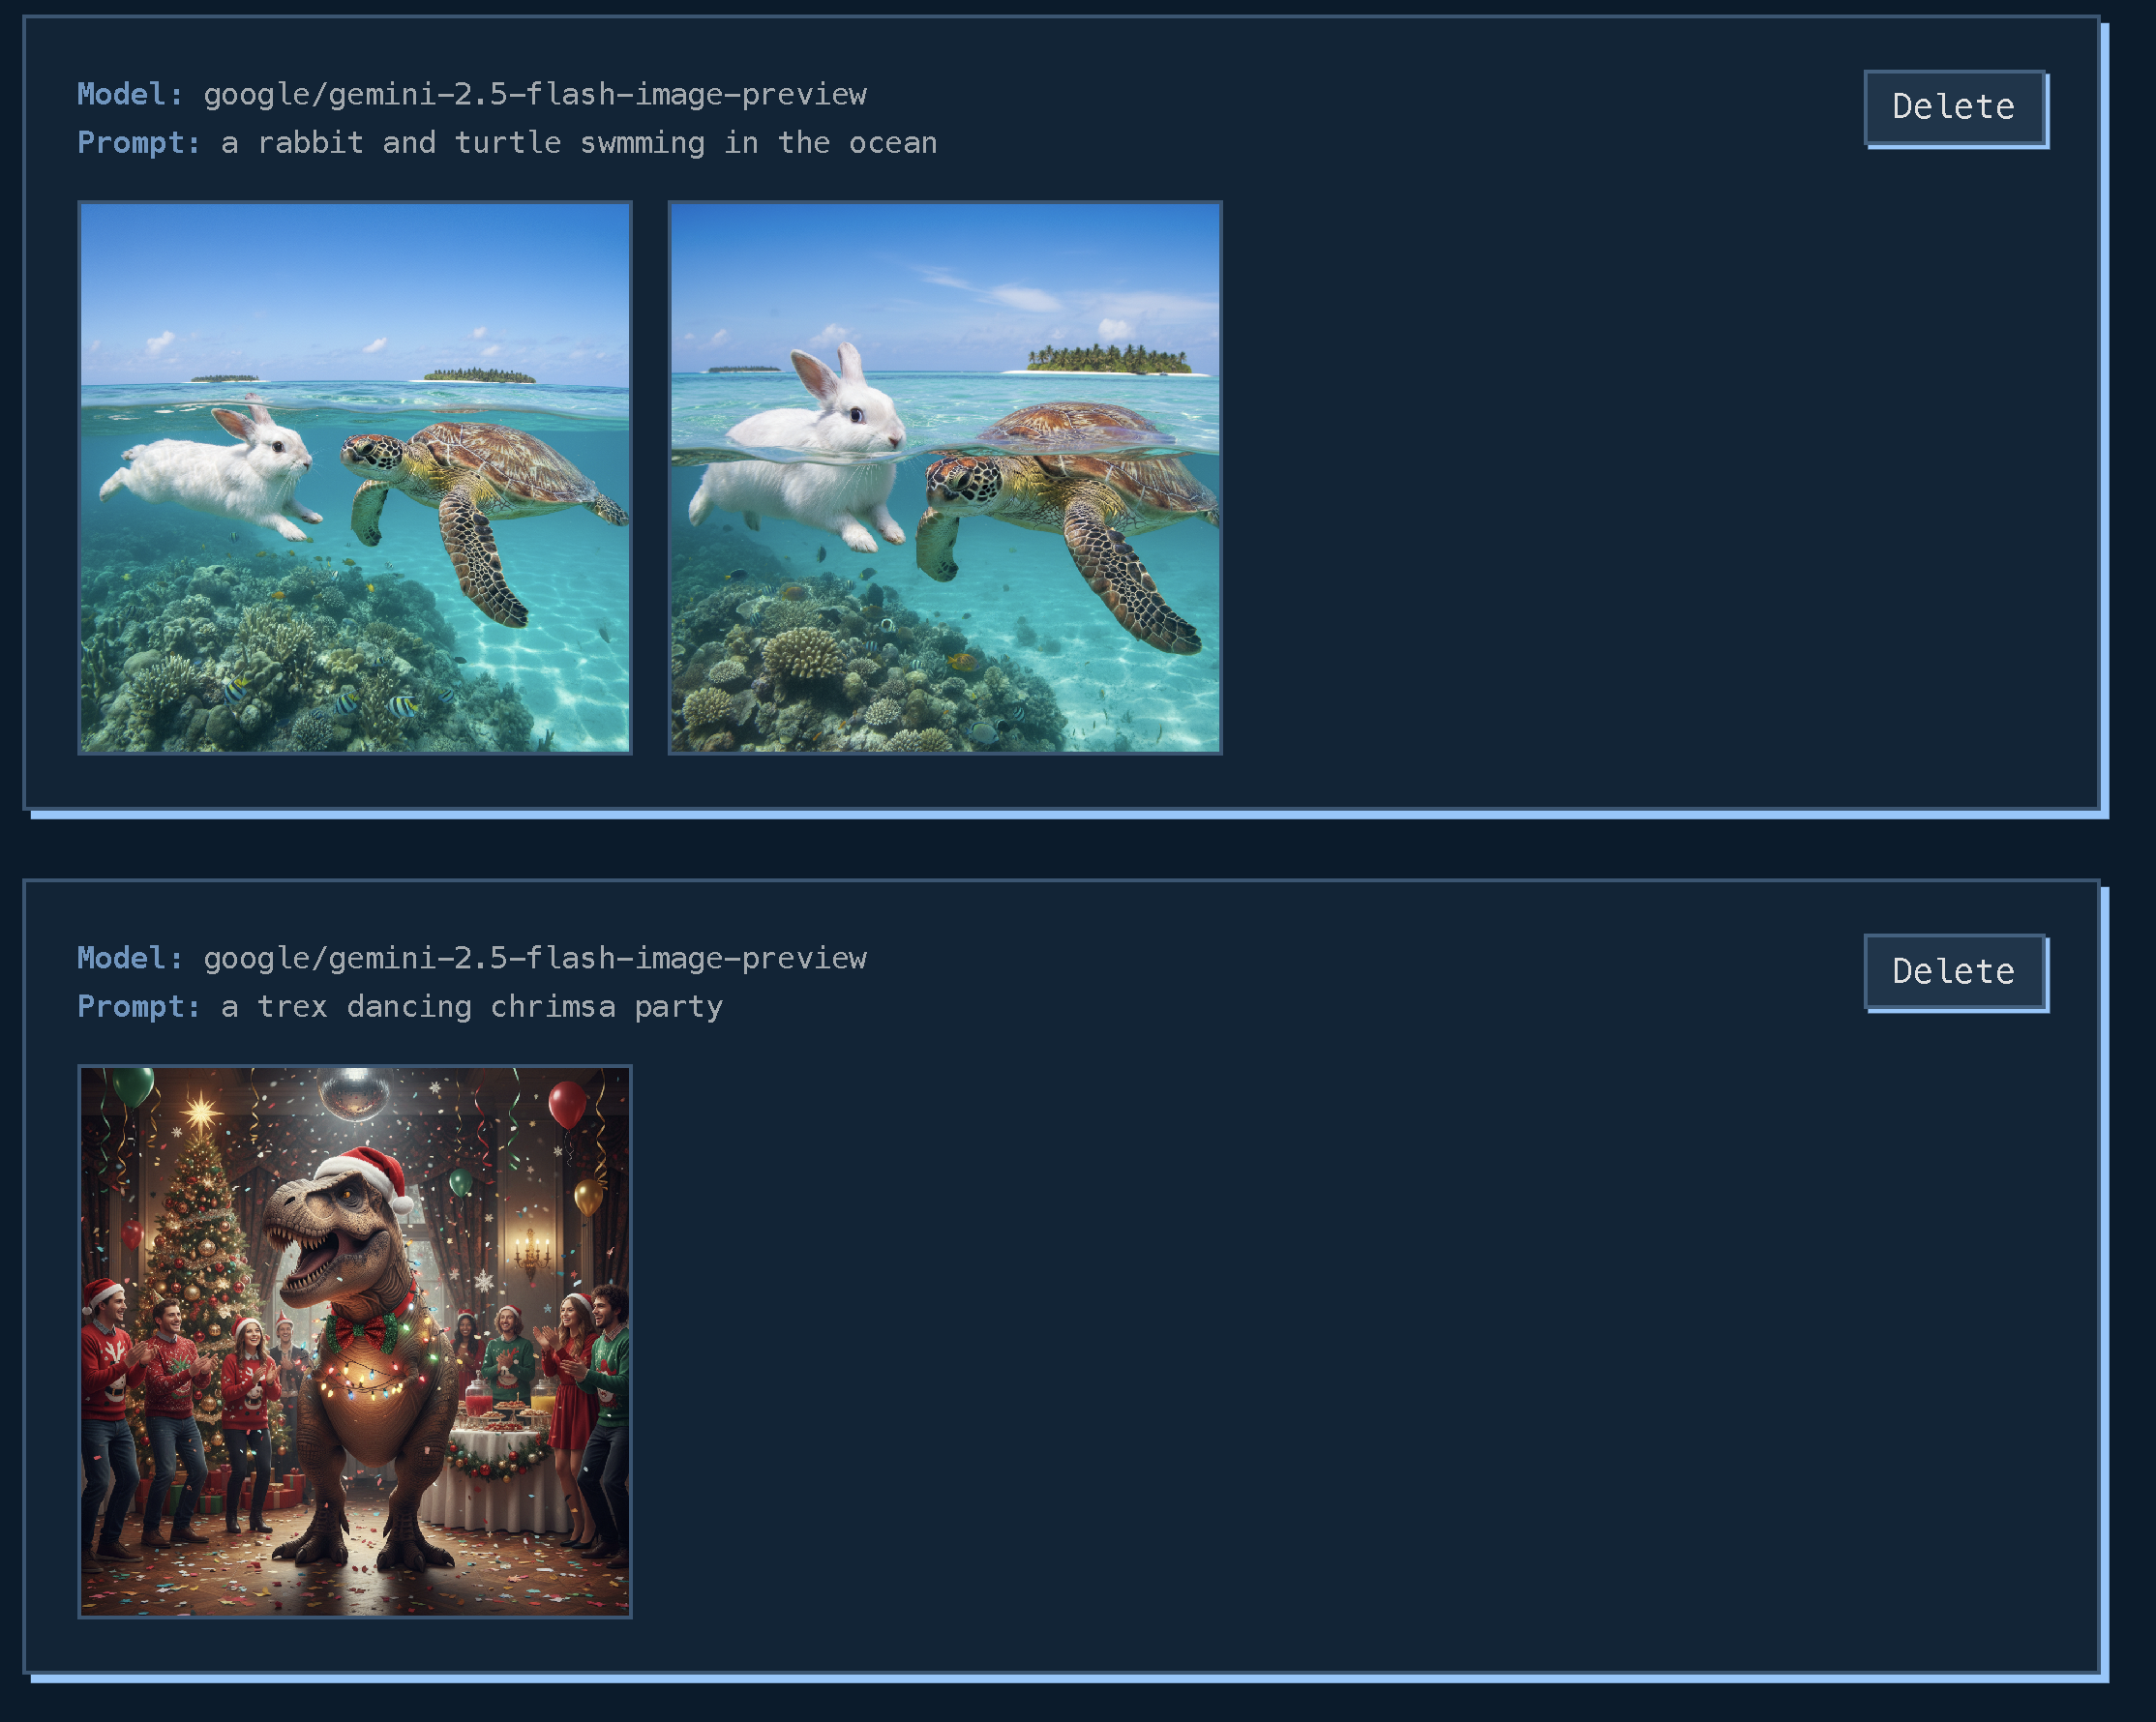 Model: google/gemini-2.5-flash-image-preview
Delete
Prompt: a rabbit and turtle swmming in the ocean
Model: google/gemini-2.5-flash-image-preview
Delete
Prompt: a trex dancing chrimsa party